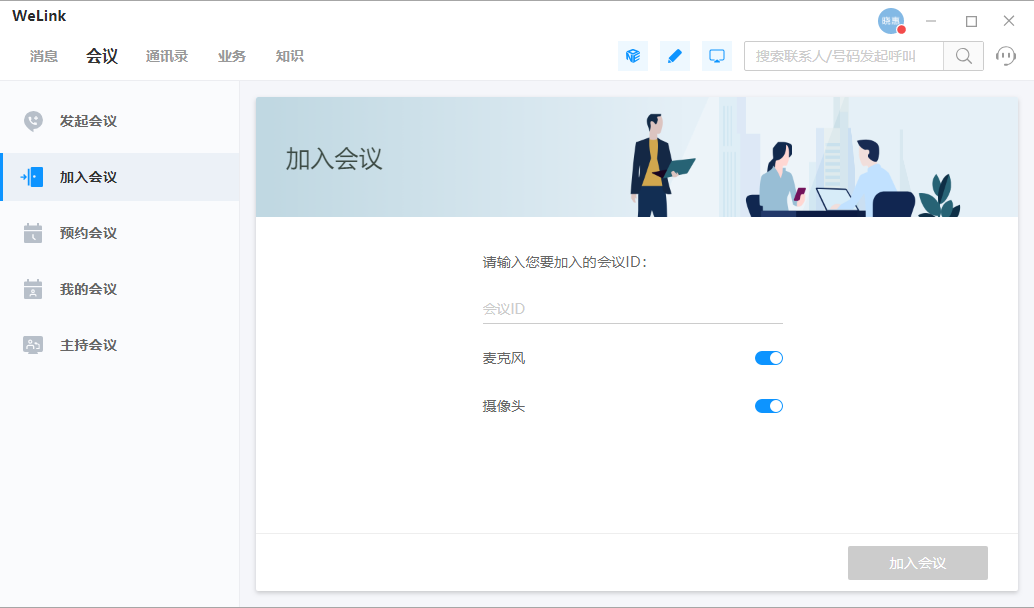 WeLink
晓惠
消息 会议 通讯录 业务 知识
搜索联系人/号码发起呼叫
发起会议
加入会议
预约会议
我的会议
主持会议
加入会议
请输入您要加入的会议ID：
会议ID
麦克风
摄像头
加入会议